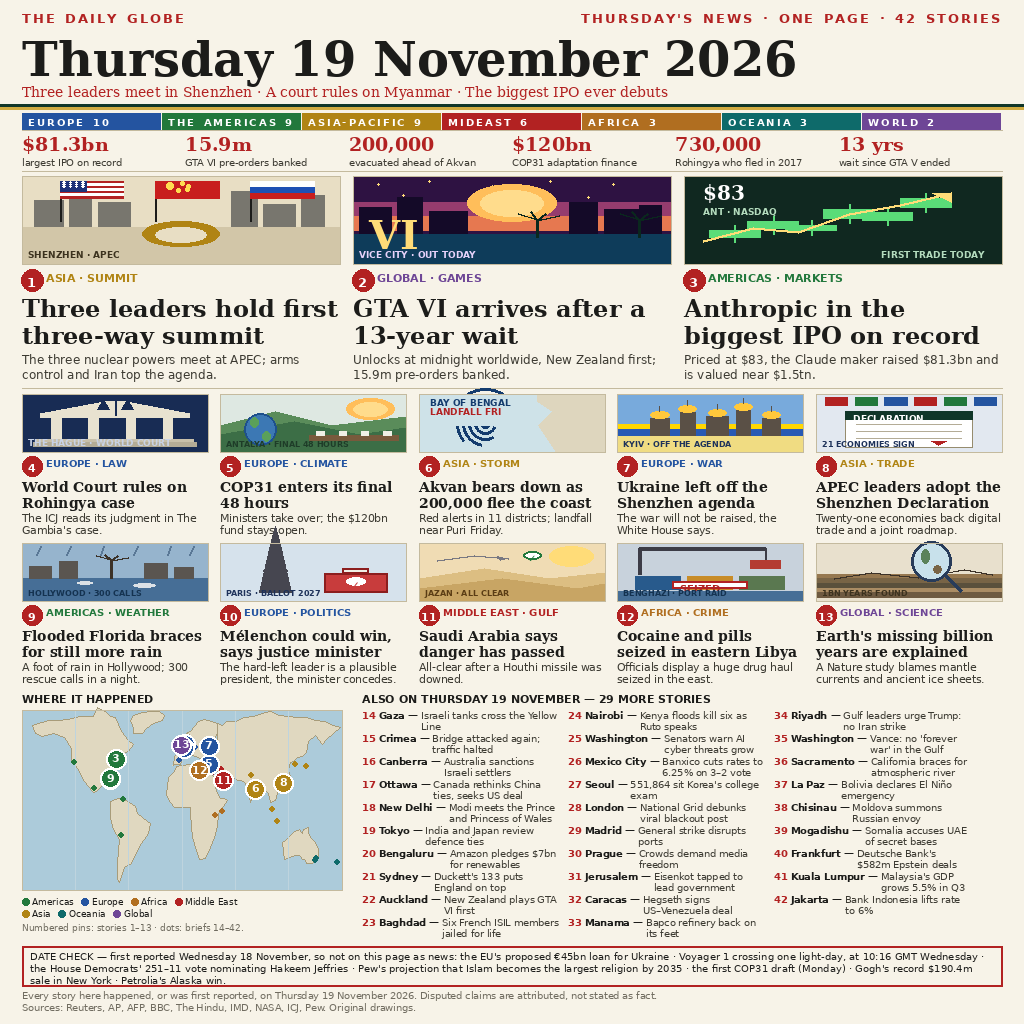 THE DAILY GLOBE
THURSDAY'S NEWS · ONE PAGE · 42 STORIES
Thursday 19 November 2026
Three leaders meet in Shenzhen · A court rules on Myanmar · The biggest IPO ever debuts
EUROPE 10
THE AMERICAS 9
ASIA-PACIFIC 9
MIDEAST 6
AFRICA 3
OCEANIA 3
WORLD 2
$81.3bn
largest IPO on record
15.9m
GTA VI pre-orders banked
200,000
evacuated ahead of Akvan
$120bn
COP31 adaptation finance
730,000
Rohingya who fled in 2017
13 yrs
wait since GTA V ended
SHENZHEN · APEC
1 ASIA · SUMMIT
Three leaders hold first
three-way summit
The three nuclear powers meet at APEC; arms
control and Iran top the agenda.
VI
VICE CITY · OUT TODAY
2 GLOBAL · GAMES
GTA VI arrives after a
13-year wait
Unlocks at midnight worldwide, New Zealand first;
15.9m pre-orders banked.
$83
ANT · NASDAQ
FIRST TRADE TODAY
3 AMERICAS · MARKETS
Anthropic in the
biggest IPO on record
Priced at $83, the Claude maker raised $81.3bn and
is valued near $1.5tn.
THE HAGUE · WORLD COURT
4 EUROPE · LAW
World Court rules on
Rohingya case
The ICJ reads its judgment in The
Gambia's case.
ANTALYA · FINAL 48 HOURS
5 EUROPE · CLIMATE
COP31 enters its final
48 hours
Ministers take over; the $120bn
fund stays open.
BAY OF BENGAL
LANDFALL FRI
6 ASIA · STORM
Akvan bears down as
200,000 flee the coast
Red alerts in 11 districts; landfall
near Puri Friday.
KYIV · OFF THE AGENDA
7 EUROPE · WAR
Ukraine left off the
Shenzhen agenda
The war will not be raised, the
White House says.
DECLARATION
21 ECONOMIES SIGN
8 ASIA · TRADE
APEC leaders adopt the
Shenzhen Declaration
Twenty-one economies back digital
trade and a joint roadmap.
HOLLYWOOD · 300 CALLS
9 AMERICAS · WEATHER
Flooded Florida braces
for still more rain
A foot of rain in Hollywood; 300
rescue calls in a night.
PARIS · BALLOT 2027
10 EUROPE · POLITICS
Mélenchon could win,
says justice minister
The hard-left leader is a plausible
president, the minister concedes.
JAZAN · ALL CLEAR
11 MIDDLE EAST · GULF
Saudi Arabia says
danger has passed
All-clear after a Houthi missile was
downed.
SEIZED
BENGHAZI · PORT RAID
12 AFRICA · CRIME
Cocaine and pills
seized in eastern Libya
Officials display a huge drug haul
seized in the east.
1BN YEARS FOUND
13 GLOBAL · SCIENCE
Earth's missing billion
years are explained
A Nature study blames mantle
currents and ancient ice sheets.
WHERE IT HAPPENED
3
9
13
7
5
12
11
6
8
Americas
Europe
Africa
Middle East
Asia
Oceania
Global
Numbered pins: stories 1–13 · dots: briefs 14–42.
ALSO ON THURSDAY 19 NOVEMBER — 29 MORE STORIES
14 Gaza — Israeli tanks cross the Yellow
Line
15 Crimea — Bridge attacked again;
traffic halted
16 Canberra — Australia sanctions
Israeli settlers
17 Ottawa — Canada rethinks China
ties, seeks US deal
18 New Delhi — Modi meets the Prince
and Princess of Wales
19 Tokyo — India and Japan review
defence ties
20 Bengaluru — Amazon pledges $7bn
for renewables
21 Sydney — Duckett's 133 puts
England on top
22 Auckland — New Zealand plays GTA
VI first
23 Baghdad — Six French ISIL members
jailed for life
24 Nairobi — Kenya floods kill six as
Ruto speaks
25 Washington — Senators warn AI
cyber threats grow
26 Mexico City — Banxico cuts rates to
6.25% on 3–2 vote
27 Seoul — 551,864 sit Korea's college
exam
28 London — National Grid debunks
viral blackout post
29 Madrid — General strike disrupts
ports
30 Prague — Crowds demand media
freedom
31 Jerusalem — Eisenkot tapped to
lead government
32 Caracas — Hegseth signs
US–Venezuela deal
33 Manama — Bapco refinery back on
its feet
34 Riyadh — Gulf leaders urge Trump:
no Iran strike
35 Washington — Vance: no 'forever
war' in the Gulf
36 Sacramento — California braces for
atmospheric river
37 La Paz — Bolivia declares El Niño
emergency
38 Chisinau — Moldova summons
Russian envoy
39 Mogadishu — Somalia accuses UAE
of secret bases
40 Frankfurt — Deutsche Bank's
$582m Epstein deals
41 Kuala Lumpur — Malaysia's GDP
grows 5.5% in Q3
42 Jakarta — Bank Indonesia lifts rate
to 6%
DATE CHECK — first reported Wednesday 18 November, so not on this page as news: the EU's proposed €45bn loan for Ukraine · Voyager 1 crossing one light-day, at 10:16 GMT Wednesday ·
the House Democrats' 251–11 vote nominating Hakeem Jeffries · Pew's projection that Islam becomes the largest religion by 2035 · the first COP31 draft (Monday) · Gogh's record $190.4m
sale in New York · Petrolia's Alaska win.
Every story here happened, or was first reported, on Thursday 19 November 2026. Disputed claims are attributed, not stated as fact.
Sources: Reuters, AP, AFP, BBC, The Hindu, IMD, NASA, ICJ, Pew. Original drawings.